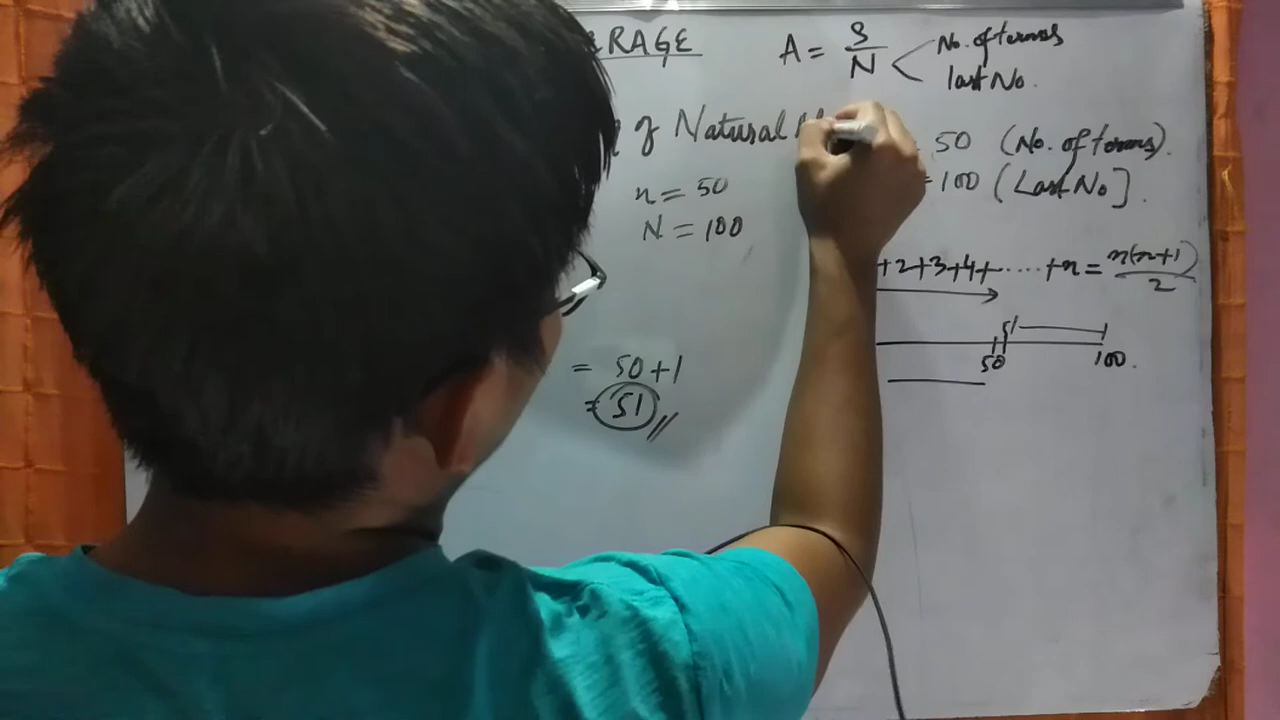 RAGE
A = S/N < No. of terms
last No.
of Natural
50 (No. of terms).
= 100 (Last No].
n = 50
N = 100
+2+3+4+ ..... +n = n(n+1)/2
51
50
100.
= 50+1
= 51 //